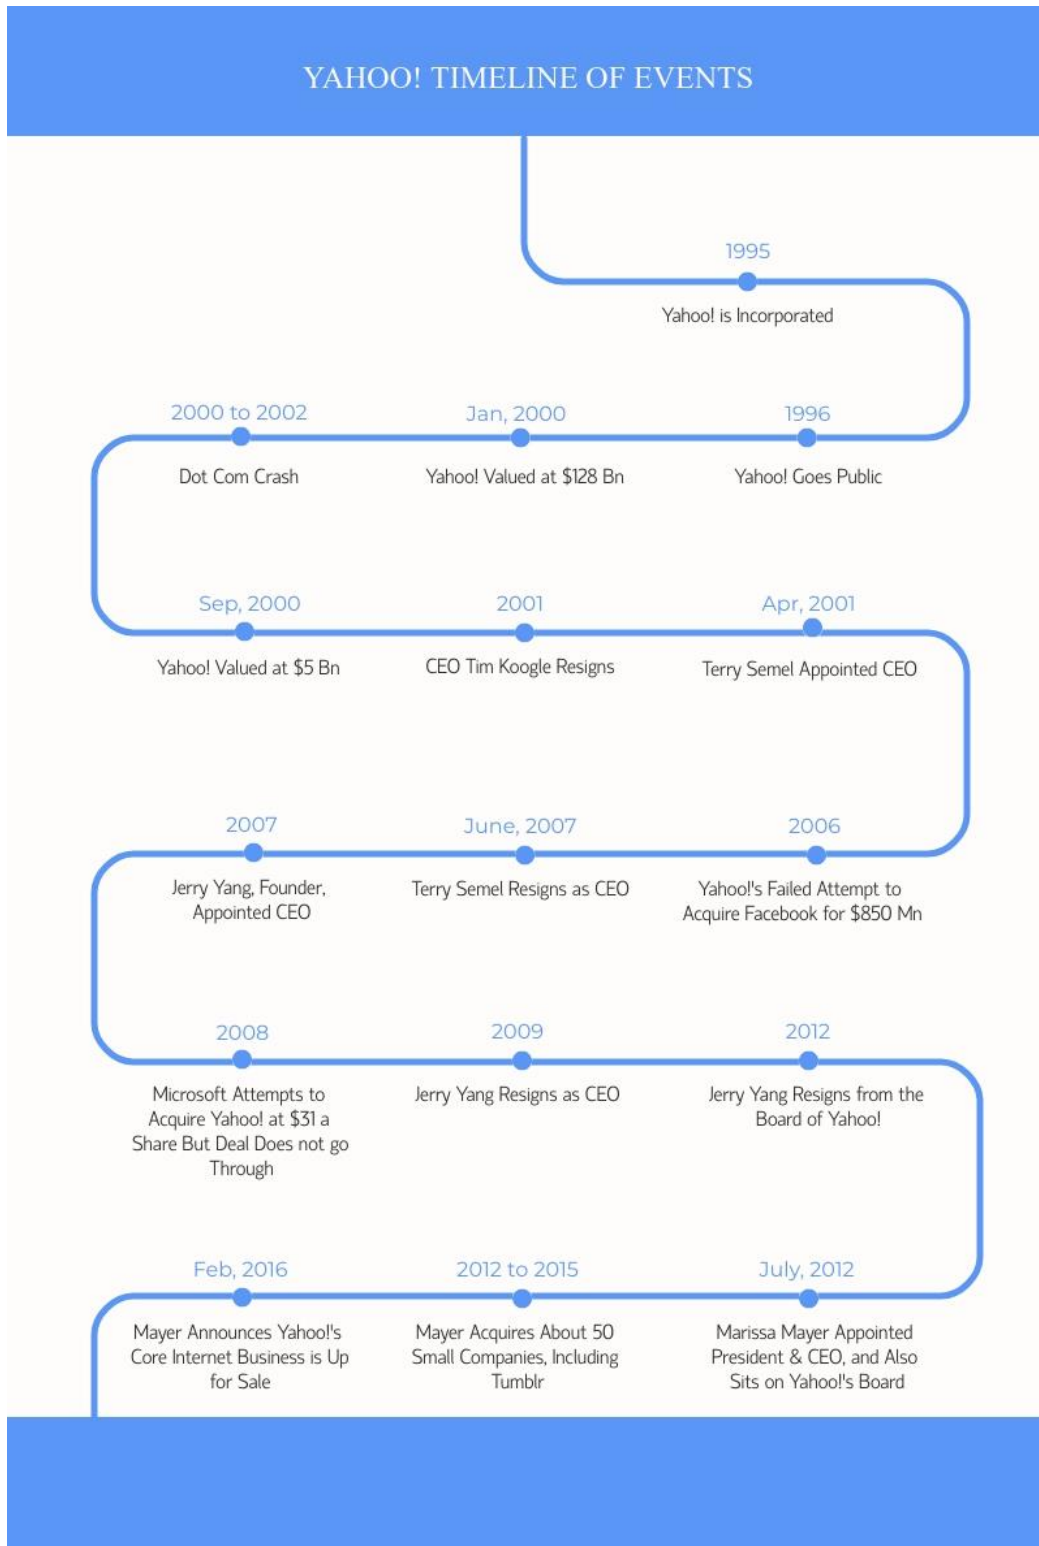 YAHOO! TIMELINE OF EVENTS
1995
Yahoo! is Incorporated
2000 to 2002
Jan, 2000
1996
Dot Com Crash
Yahoo! Valued at $128 Bn
Yahoo! Goes Public
Sep, 2000
2001
Apr, 2001
Yahoo! Valued at $5 Bn
CEO Tim Koogle Resigns
Terry Semel Appointed CEO
2007
June, 2007
2006
Jerry Yang, Founder,
Appointed CEO
Terry Semel Resigns as CEO
Yahoo!'s Failed Attempt to
Acquire Facebook for $850 Mn
2008
2009
2012
Microsoft Attempts to
Acquire Yahoo! at $31 a
Share But Deal Does not go
Through
Jerry Yang Resigns as CEO
Jerry Yang Resigns from the
Board of Yahoo!
Feb, 2016
2012 to 2015
July, 2012
Mayer Announces Yahoo!'s
Core Internet Business is Up
for Sale
Mayer Acquires About 50
Small Companies, Including
Tumblr
Marissa Mayer Appointed
President & CEO, and Also
Sits on Yahoo!'s Board